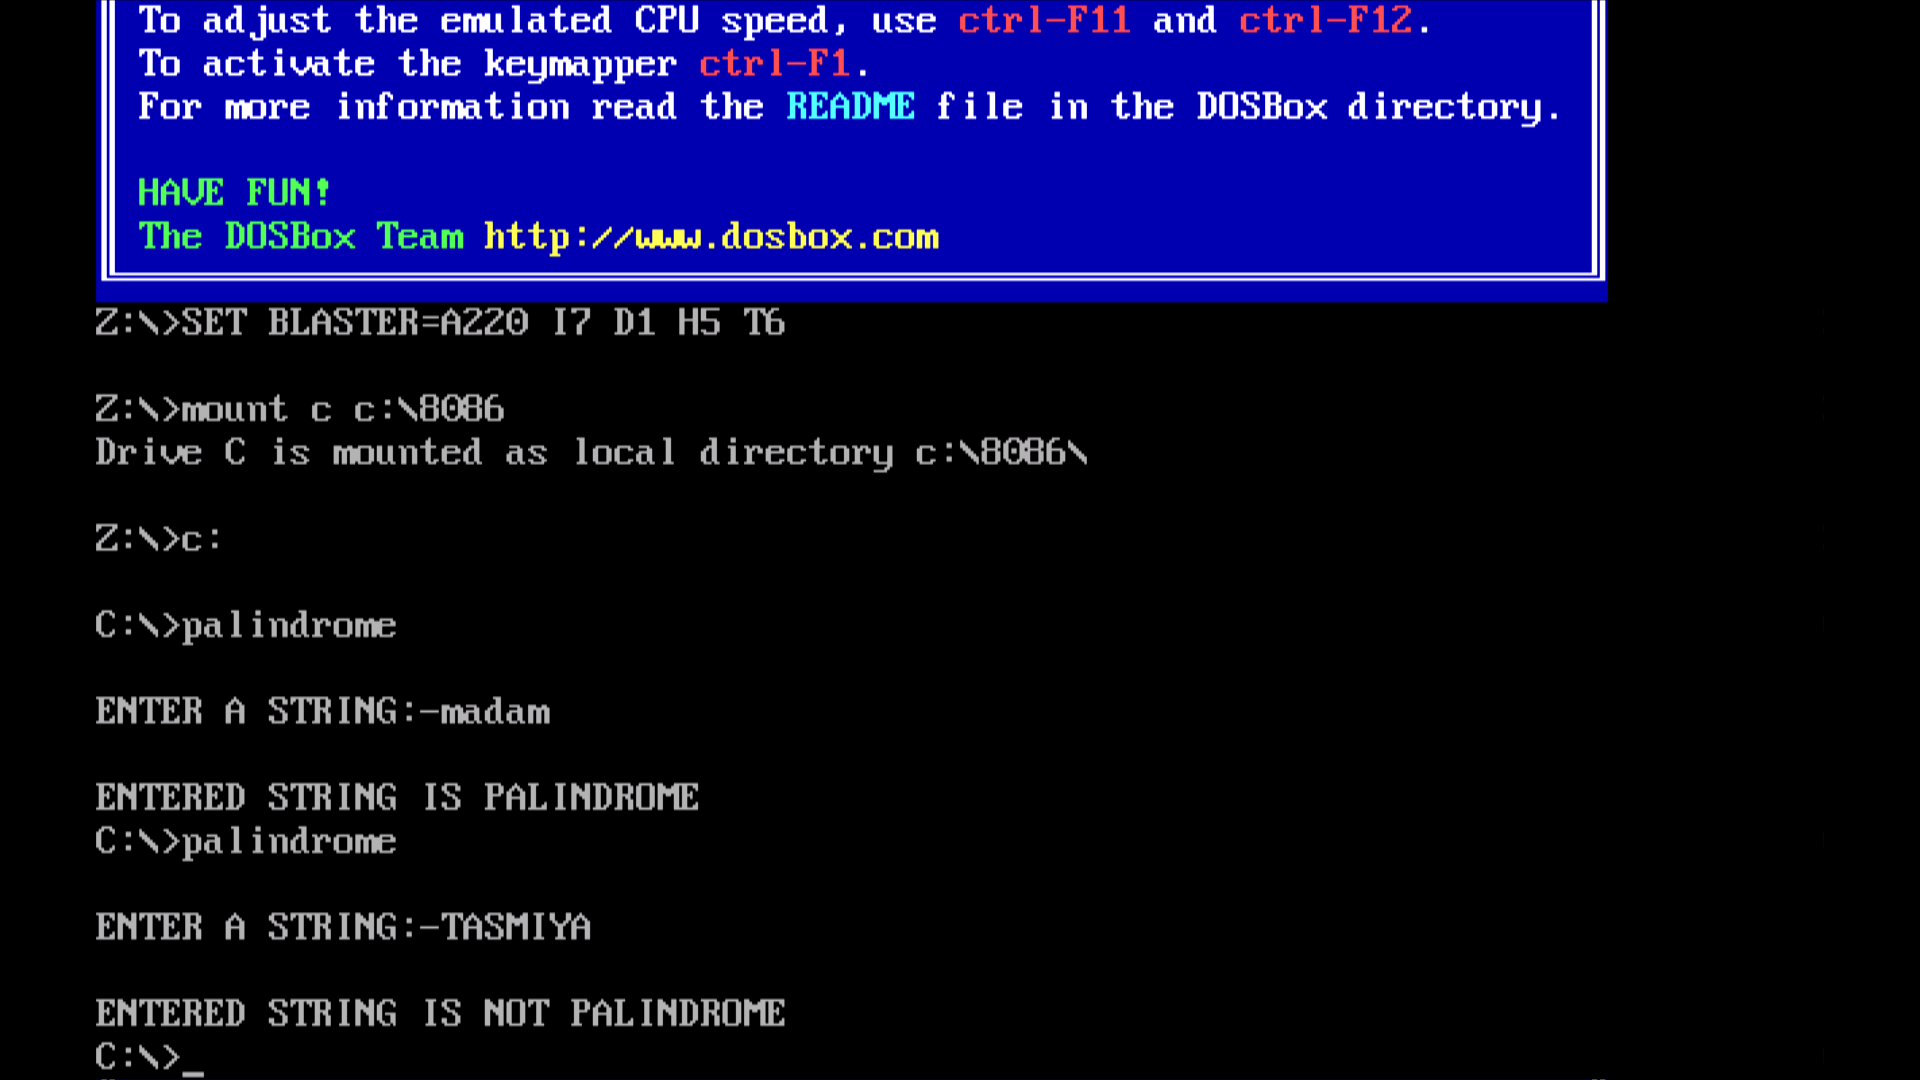 To adjust the emulated CPU speed, use ctrl-F11 and ctrl-F12.
To activate the keymapper ctrl-F1.
For more information read the README file in the DOSBox directory.
HAVE FUN!
The DOSBox Team http://www.dosbox.com
Z:\>SET BLASTER=A220 I7 D1 H5 T6
Z:\>mount c c:\8086
Drive C is mounted as local directory c:\8086\
Z:\>c:
C:\>palindrome
ENTER A STRING:-madam
ENTERED STRING IS PALINDROME
C:\>palindrome
ENTER A STRING:-TASMIYA
ENTERED STRING IS NOT PALINDROME
C:\>_